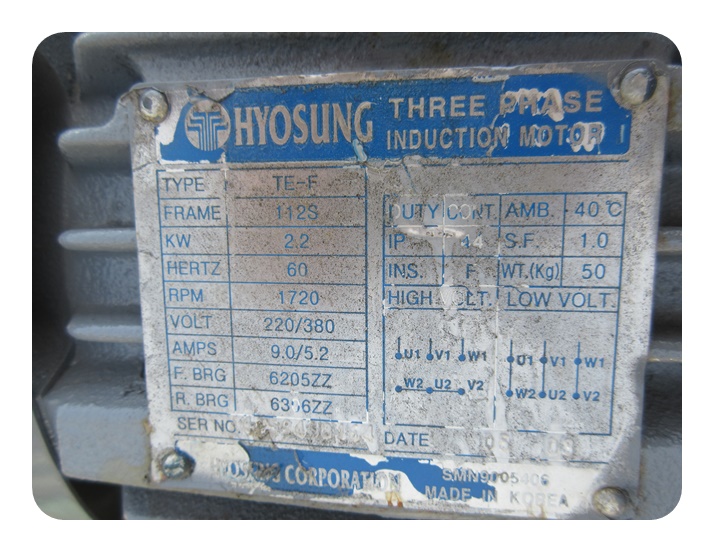 HYOSUNG THREE PHASE
INDUCTION MOTOR
TYPE TE-F
FRAME 112S
KW 2.2
HERTZ 60
RPM 1720
VOLT 220/380
AMPS 9.0/5.2
F. BRG 6205ZZ
R. BRG
SER NO.
DUTY CONT. AMB. 40°C
IP 44 S.F. 1.0
INS. F. WT.(Kg) 50
HIGH LOW VOLT.
U1 V1 W1 U1 V1 W1
W2 U2 V2 W2 U2 V2
DATE
HYOSUNG CORPORATION
MADE IN KOREA